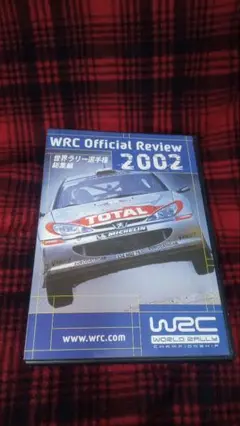 WRC Official Review
世界ラリー選手権
総集編
2002
TOTAL
MICHELIN
www.wrc.com
WRC
WORLD RALLY
CHAMPIONSHIP